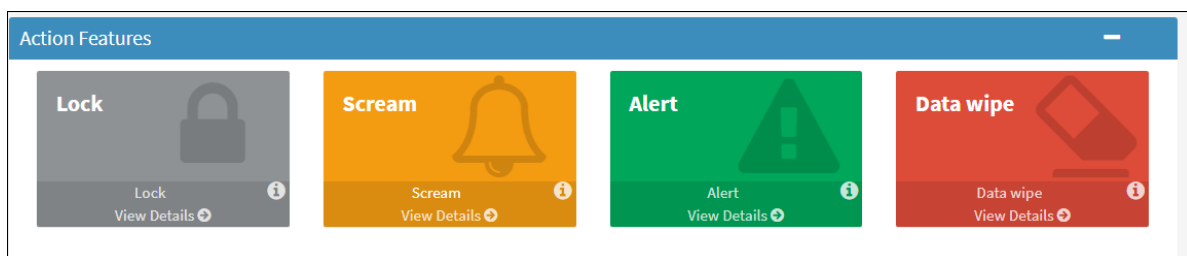 Action Features
Lock
Scream
Alert
Data wipe
Lock
View Details
Scream
View Details
Alert
View Details
Data wipe
View Details